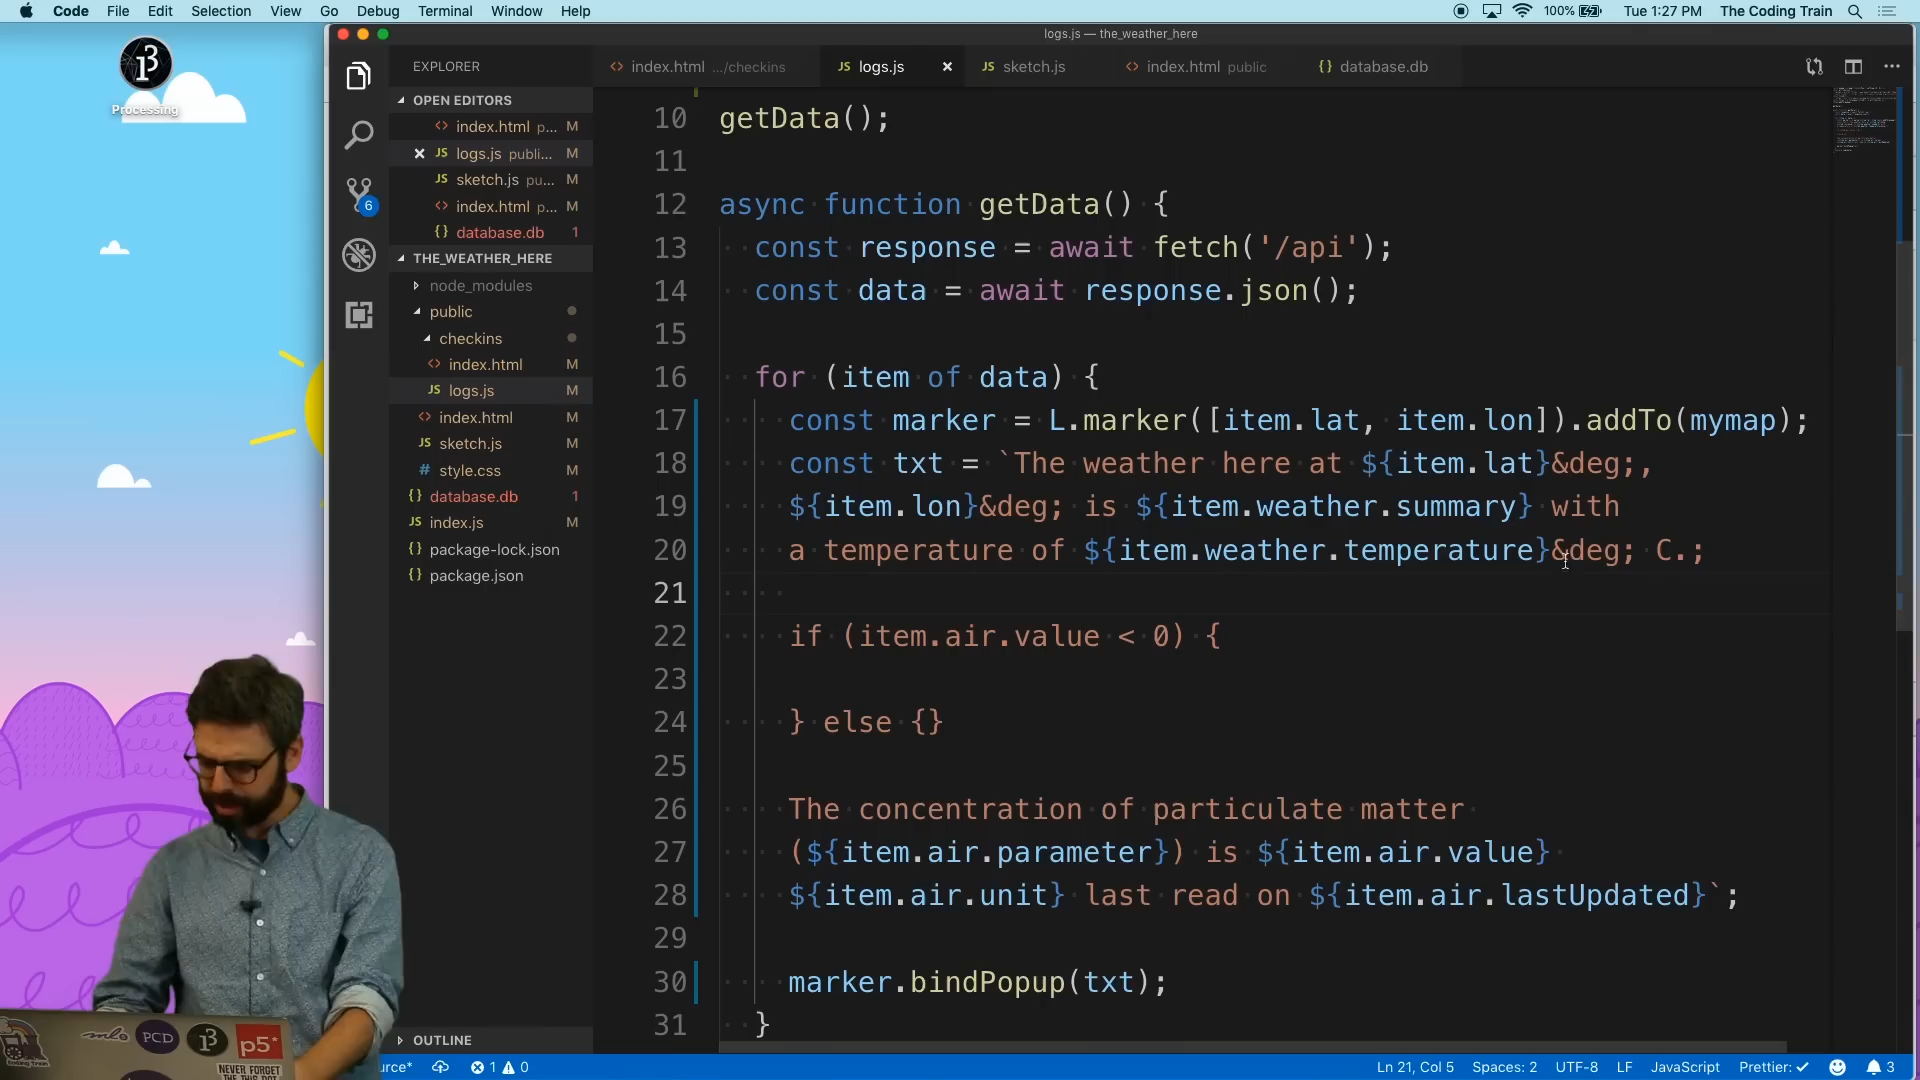 Code File Edit Selection View Go Debug Terminal Window Help 100% Tue 1:27 PM The Coding Train
logs.js — the_weather_here
Processing
EXPLORER
OPEN EDITORS
index.html p... M
logs.js publi... M
sketch.js pu... M
index.html p... M
{} database.db 1
THE_WEATHER_HERE
node_modules
public
checkins
index.html M
JS logs.js M
index.html M
JS sketch.js M
# style.css M
{} database.db 1
{} index.js M
{} package-lock.json
{} package.json
OUTLINE
index.html .../checkins JS logs.js JS sketch.js index.html public {} database.db
10 getData();
11
12 async function getData() {
13 const response = await fetch('/api');
14 const data = await response.json();
15
16 for (item of data) {
17 const marker = L.marker([item.lat, item.lon]).addTo(mymap);
18 const txt = `The weather here at ${item.lat}&deg;,
19 ${item.lon}&deg; is ${item.weather.summary} with
20 a temperature of ${item.weather.temperature}&deg; C.;
21
22 if (item.air.value < 0) {
23
24 } else {}
25
26 The concentration of particulate matter
27 (${item.air.parameter}) is ${item.air.value}
28 ${item.air.unit} last read on ${item.air.lastUpdated}`;
29
30 marker.bindPopup(txt);
31 }
6
urce* 1 0 Ln 21, Col 5 Spaces: 2 UTF-8 LF JavaScript Prettier: ✓ 3
mlo PCD p5*
NEVER FORGET